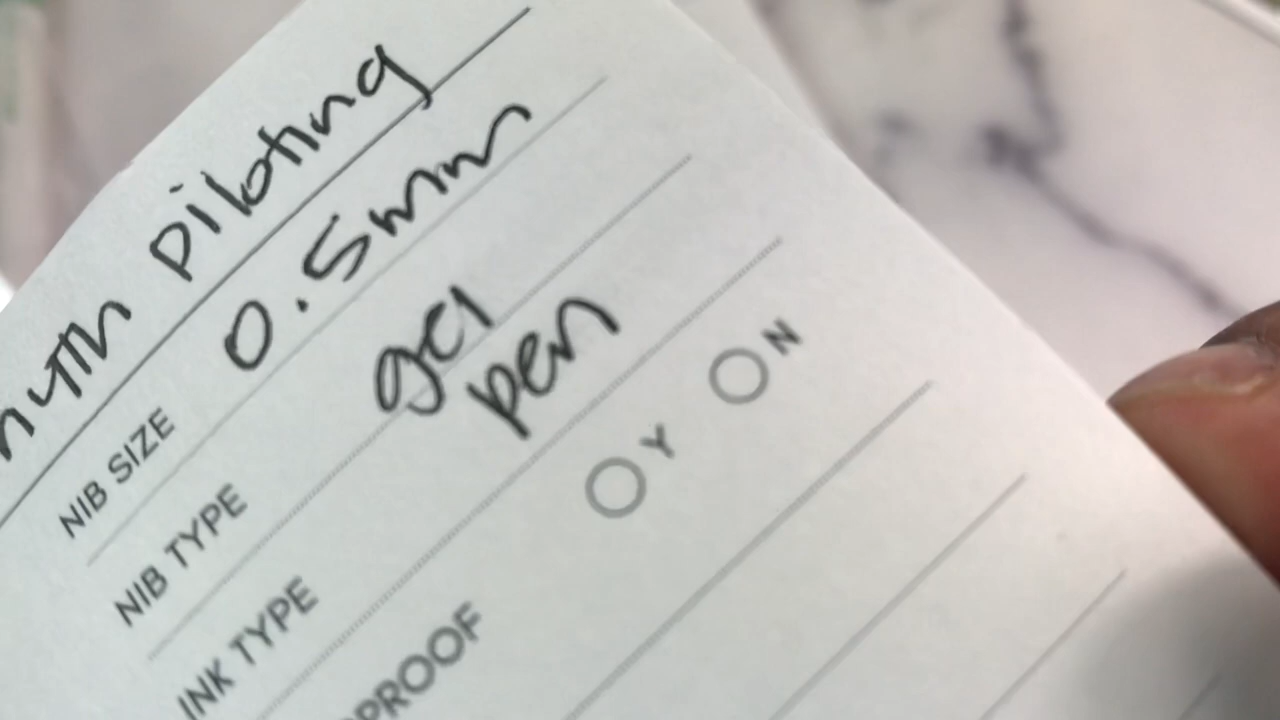 piloting
NIB SIZE 0.5mm
NIB TYPE gel
INK TYPE pen
PROOF Y N